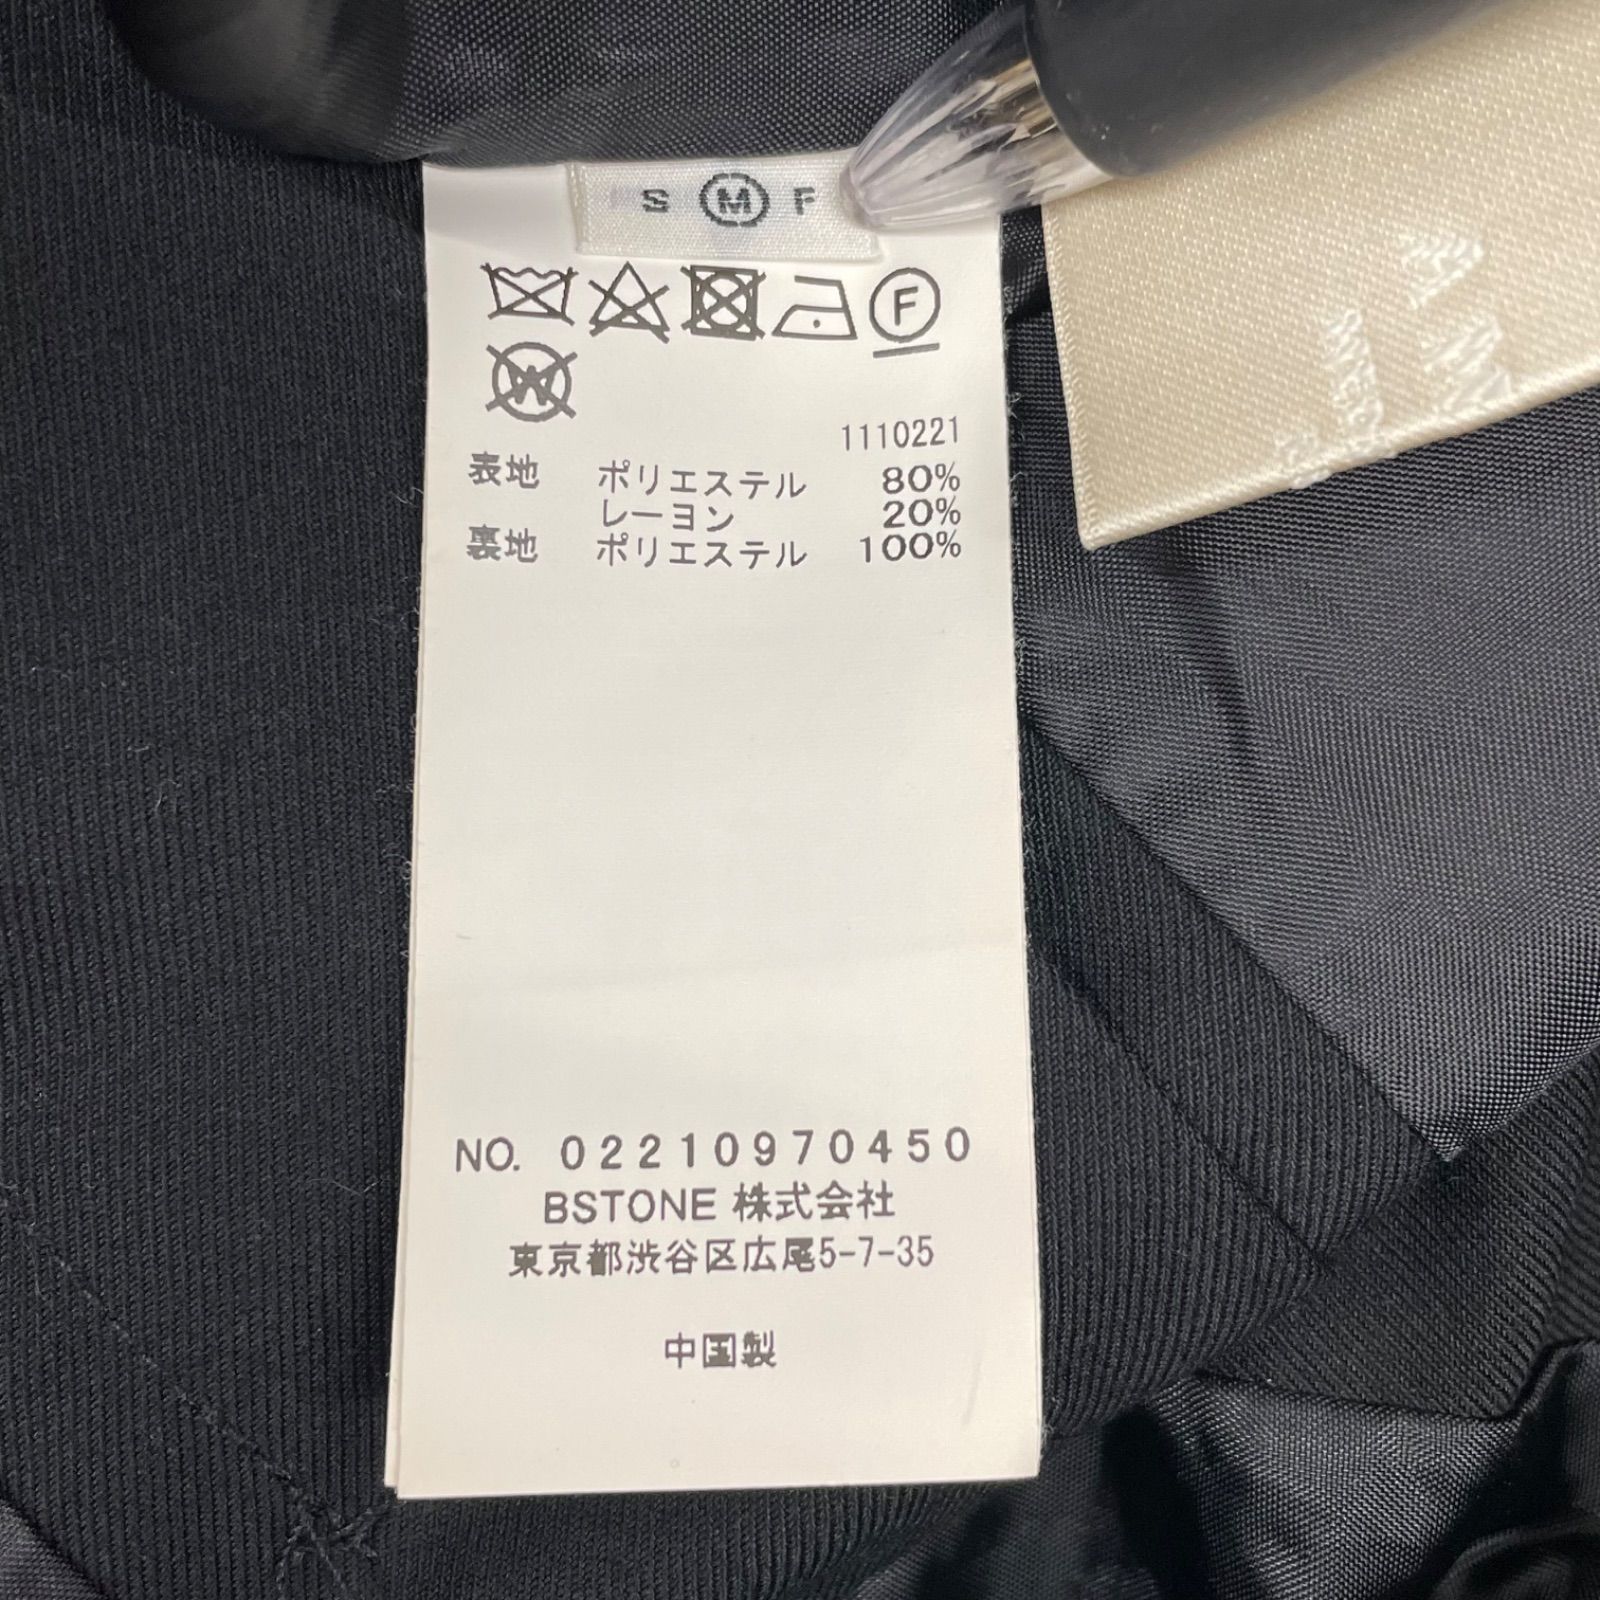 S M F
F
W
1110221
表地 ポリエステル 80%
レーヨン 20%
裏地 ポリエステル 100%
NO. 02210970450
BSTONE 株式会社
東京都渋谷区広尾5-7-35
中国製